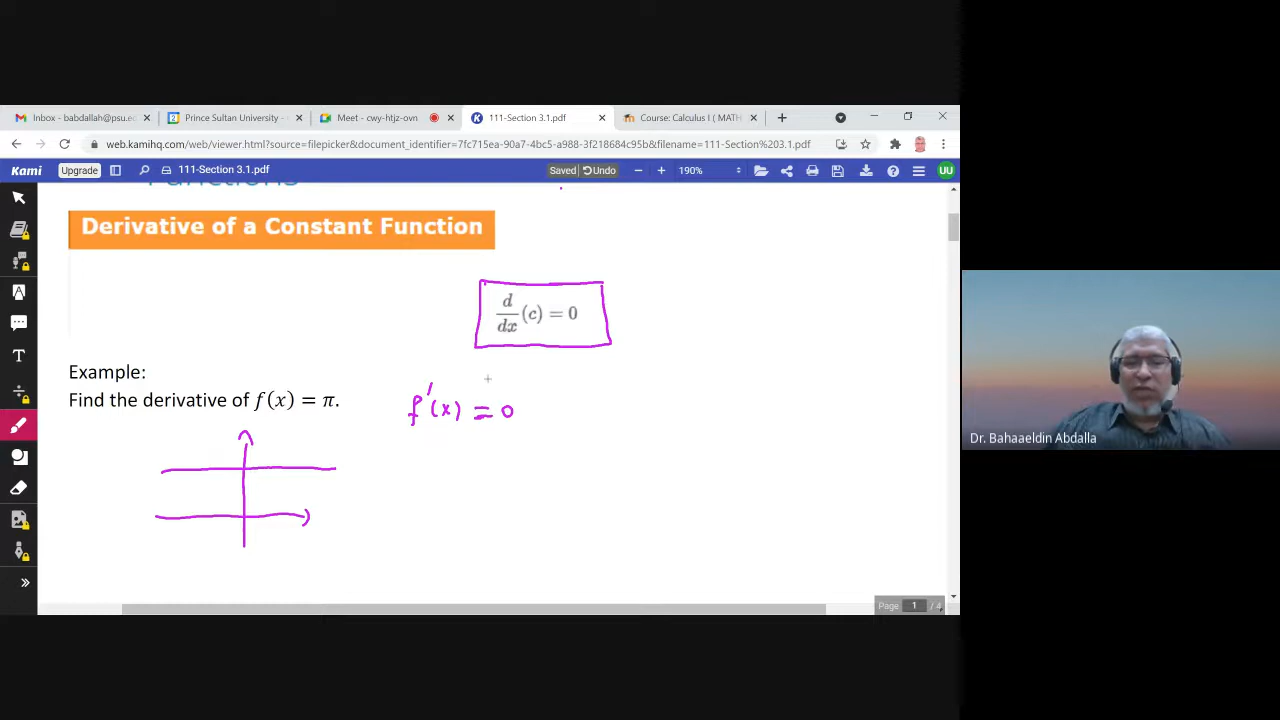 Inbox - babdallah@psu.ed
Prince Sultan University -
Meet - cwy-htjz-ovn
111-Section 3.1.pdf
Course: Calculus I ( MATH
web.kamihq.com/web/viewer.html?source=filepicker&document_identifier=7fc715ea-90a7-4bc5-a988-3f218684c95b&filename=111-Section%203.1.pdf
Kami
Upgrade
111-Section 3.1.pdf
Saved
Undo
190%
UU
Functions
Derivative of a Constant Function
d/dx (c) = 0
Example:
Find the derivative of f(x) = π.
f'(x) = 0
Dr. Bahaaeldin Abdalla
Page 1 / 4